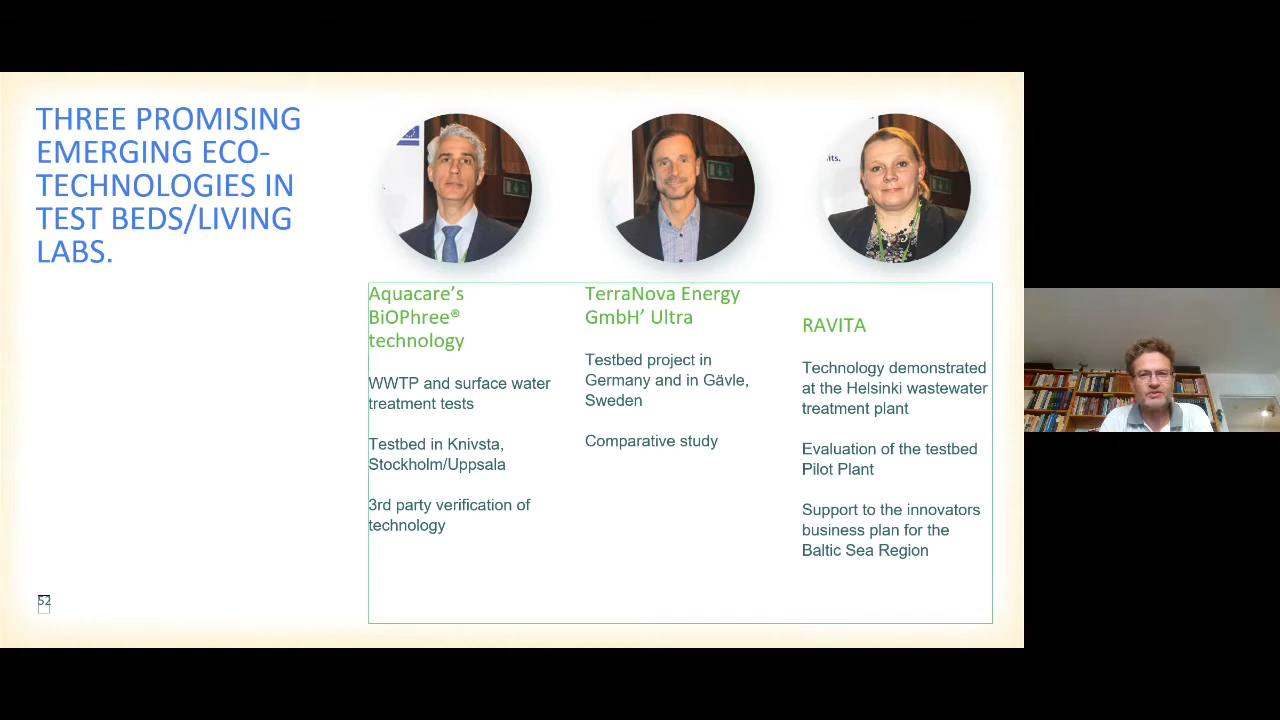 THREE PROMISING
EMERGING ECO-
TECHNOLOGIES IN
TEST BEDS/LIVING
LABS.
its.
Aquacare’s
BiOPhree®
technology
WWTP and surface water
treatment tests
Testbed in Knivsta,
Stockholm/Uppsala
3rd party verification of
technology
TerraNova Energy
GmbH’ Ultra
Testbed project in
Germany and in Gävle,
Sweden
Comparative study
RAVITA
Technology demonstrated
at the Helsinki wastewater
treatment plant
Evaluation of the testbed
Pilot Plant
Support to the innovators
business plan for the
Baltic Sea Region
52